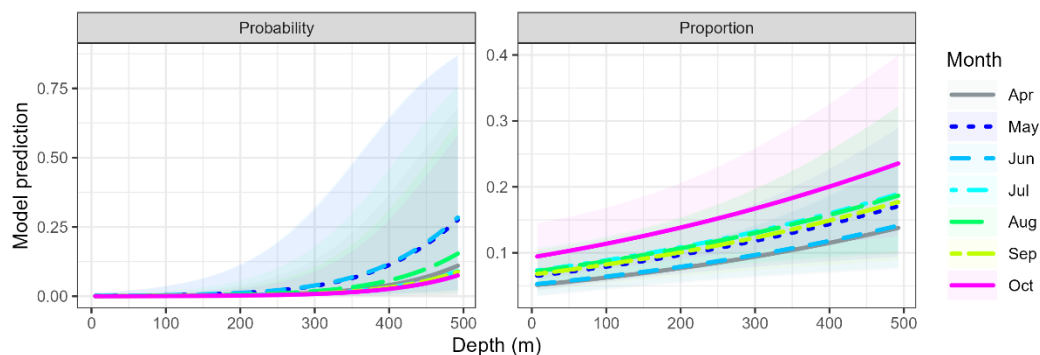 Probability
Proportion
Model prediction
0.75
0.50
0.25
0.00
0.4
0.3
0.2
0.1
0 100 200 300 400 500
0 100 200 300 400 500
Depth (m)
Month
Apr
May
Jun
Jul
Aug
Sep
Oct